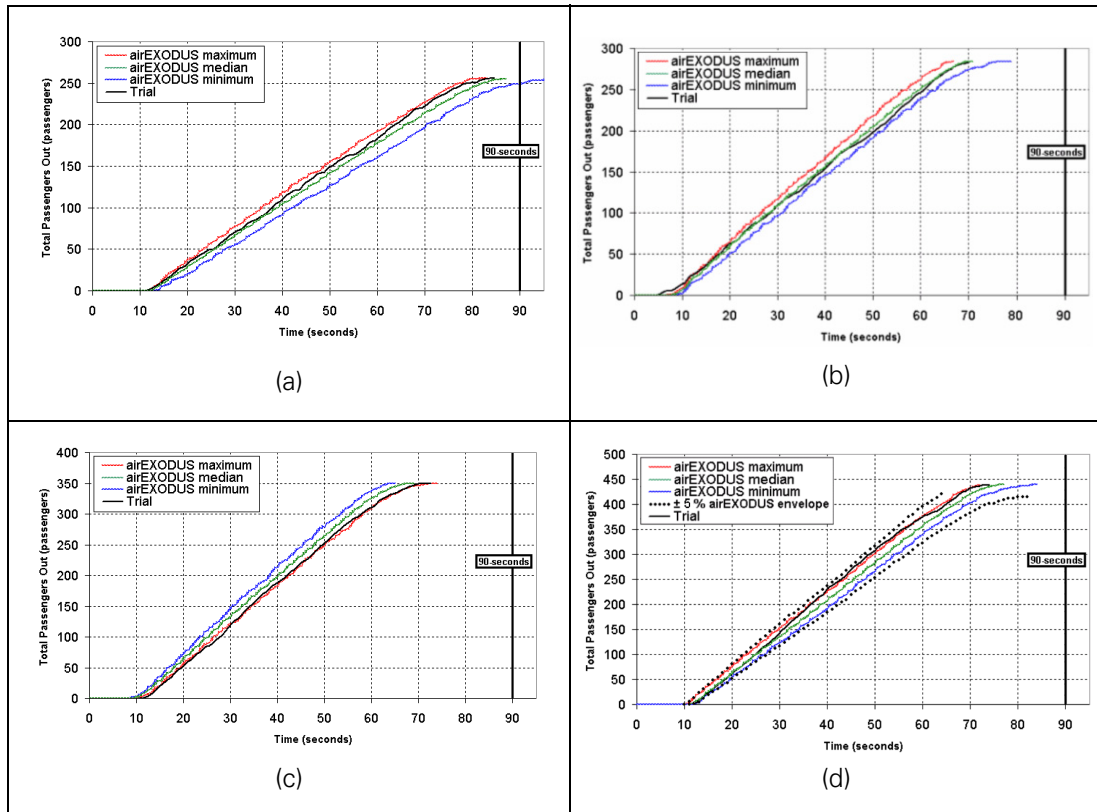 300
250
200
150
100
50
0
Total Passengers Out (passengers)
airEXODUS maximum
airEXODUS median
airEXODUS minimum
Trial
90-seconds
0 10 20 30 40 50 60 70 80 90
Time (seconds)
(a)
300
250
200
150
100
50
0
Total Passengers Out (passengers)
airEXODUS maximum
airEXODUS median
airEXODUS minimum
Trial
90-seconds
0 10 20 30 40 50 60 70 80 90
Time (seconds)
(b)
400
350
300
250
200
150
100
50
0
Total Passengers Out (passengers)
airEXODUS maximum
airEXODUS median
airEXODUS minimum
Trial
90-seconds
0 10 20 30 40 50 60 70 80 90
Time (seconds)
(c)
500
450
400
350
300
250
200
150
100
50
0
Total Passengers Out (passengers)
airEXODUS maximum
airEXODUS median
airEXODUS minimum
± 5 % airEXODUS envelope
Trial
90-seconds
0 10 20 30 40 50 60 70 80 90
Time (seconds)
(d)